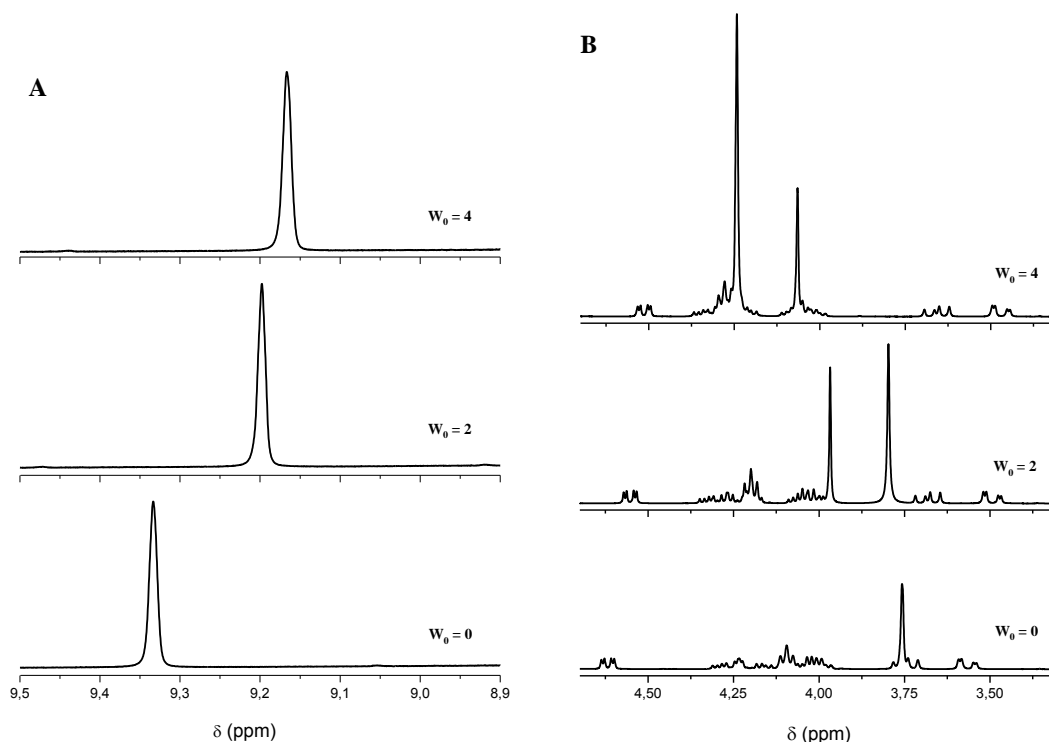 A
W₀ = 4
W₀ = 2
W₀ = 0
9,5 9,4 9,3 9,2 9,1 9,0 8,9
δ (ppm)
B
W₀ = 4
W₀ = 2
W₀ = 0
4,50 4,25 4,00 3,75 3,50
δ (ppm)